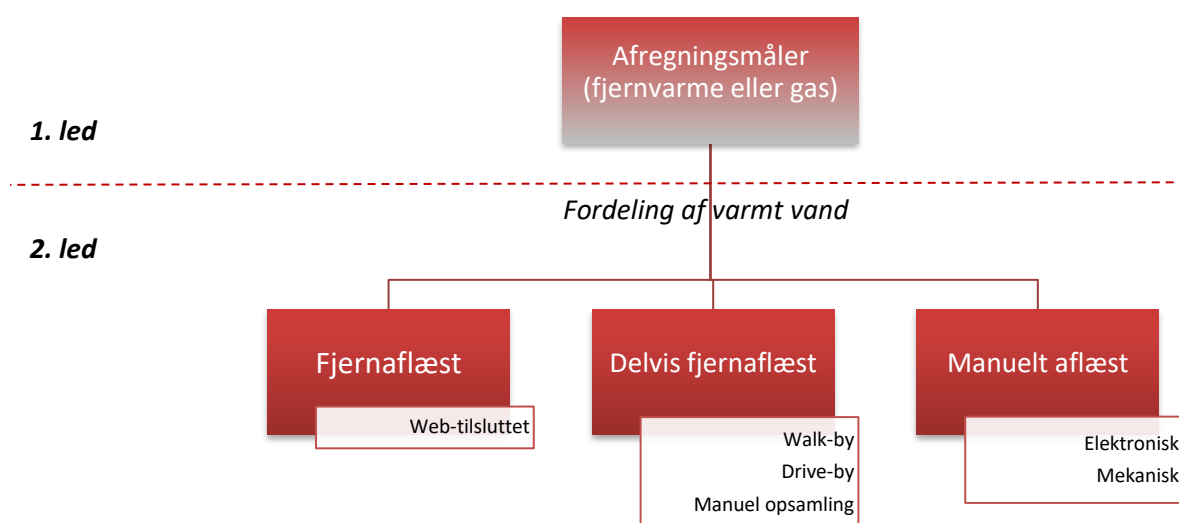 Afregningsmåler
(fjernvarme eller gas)
1. led
Fordeling af varmt vand
2. led
Fjernaflæst
Web-tilsluttet
Delvis fjernaflæst
Walk-by
Drive-by
Manuel opsamling
Manuelt aflæst
Elektronisk
Mekanisk